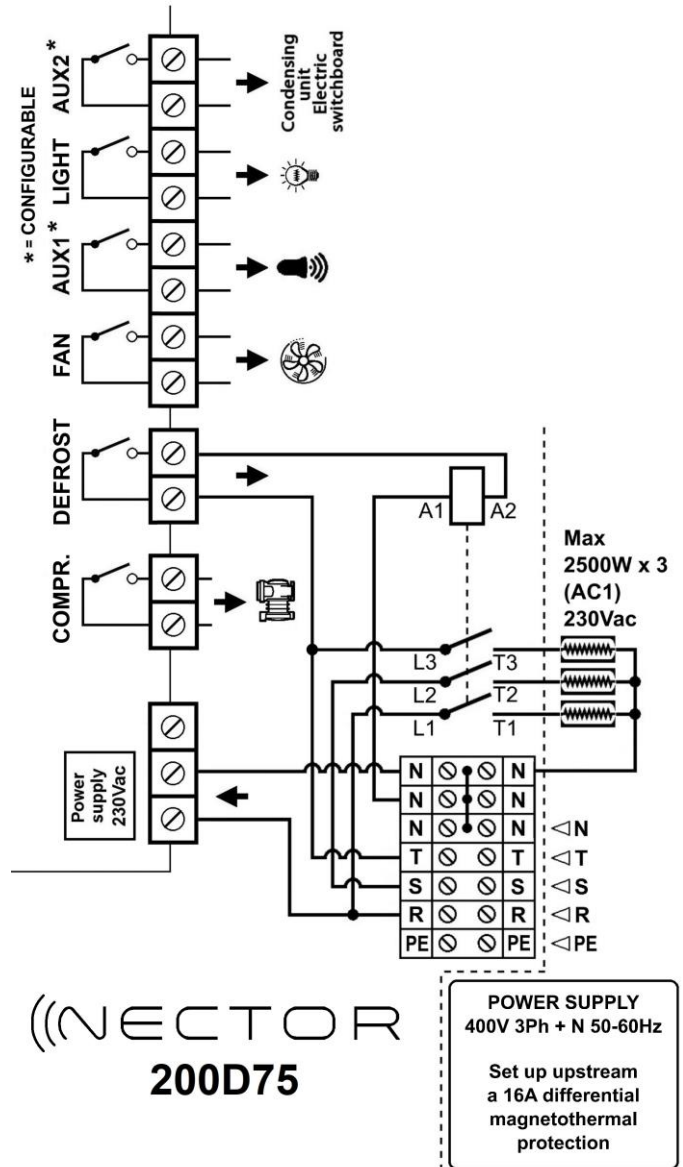 * = CONFIGURABLE
AUX2*
LIGHT
AUX1*
FAN
DEFROST
COMPR.
Condensing
unit
Electric
switchboard
A1
A2
Max
2500W x 3
(AC1)
230Vac
L3
T3
L2
T2
L1
T1
Power
supply
230Vac
N N
N N
N N ◁ N
T T ◁ T
S S ◁ S
R R ◁ R
PE PE ◁ PE
NECTOR
200D75
POWER SUPPLY
400V 3Ph + N 50-60Hz
Set up upstream
a 16A differential
magnetothermal
protection